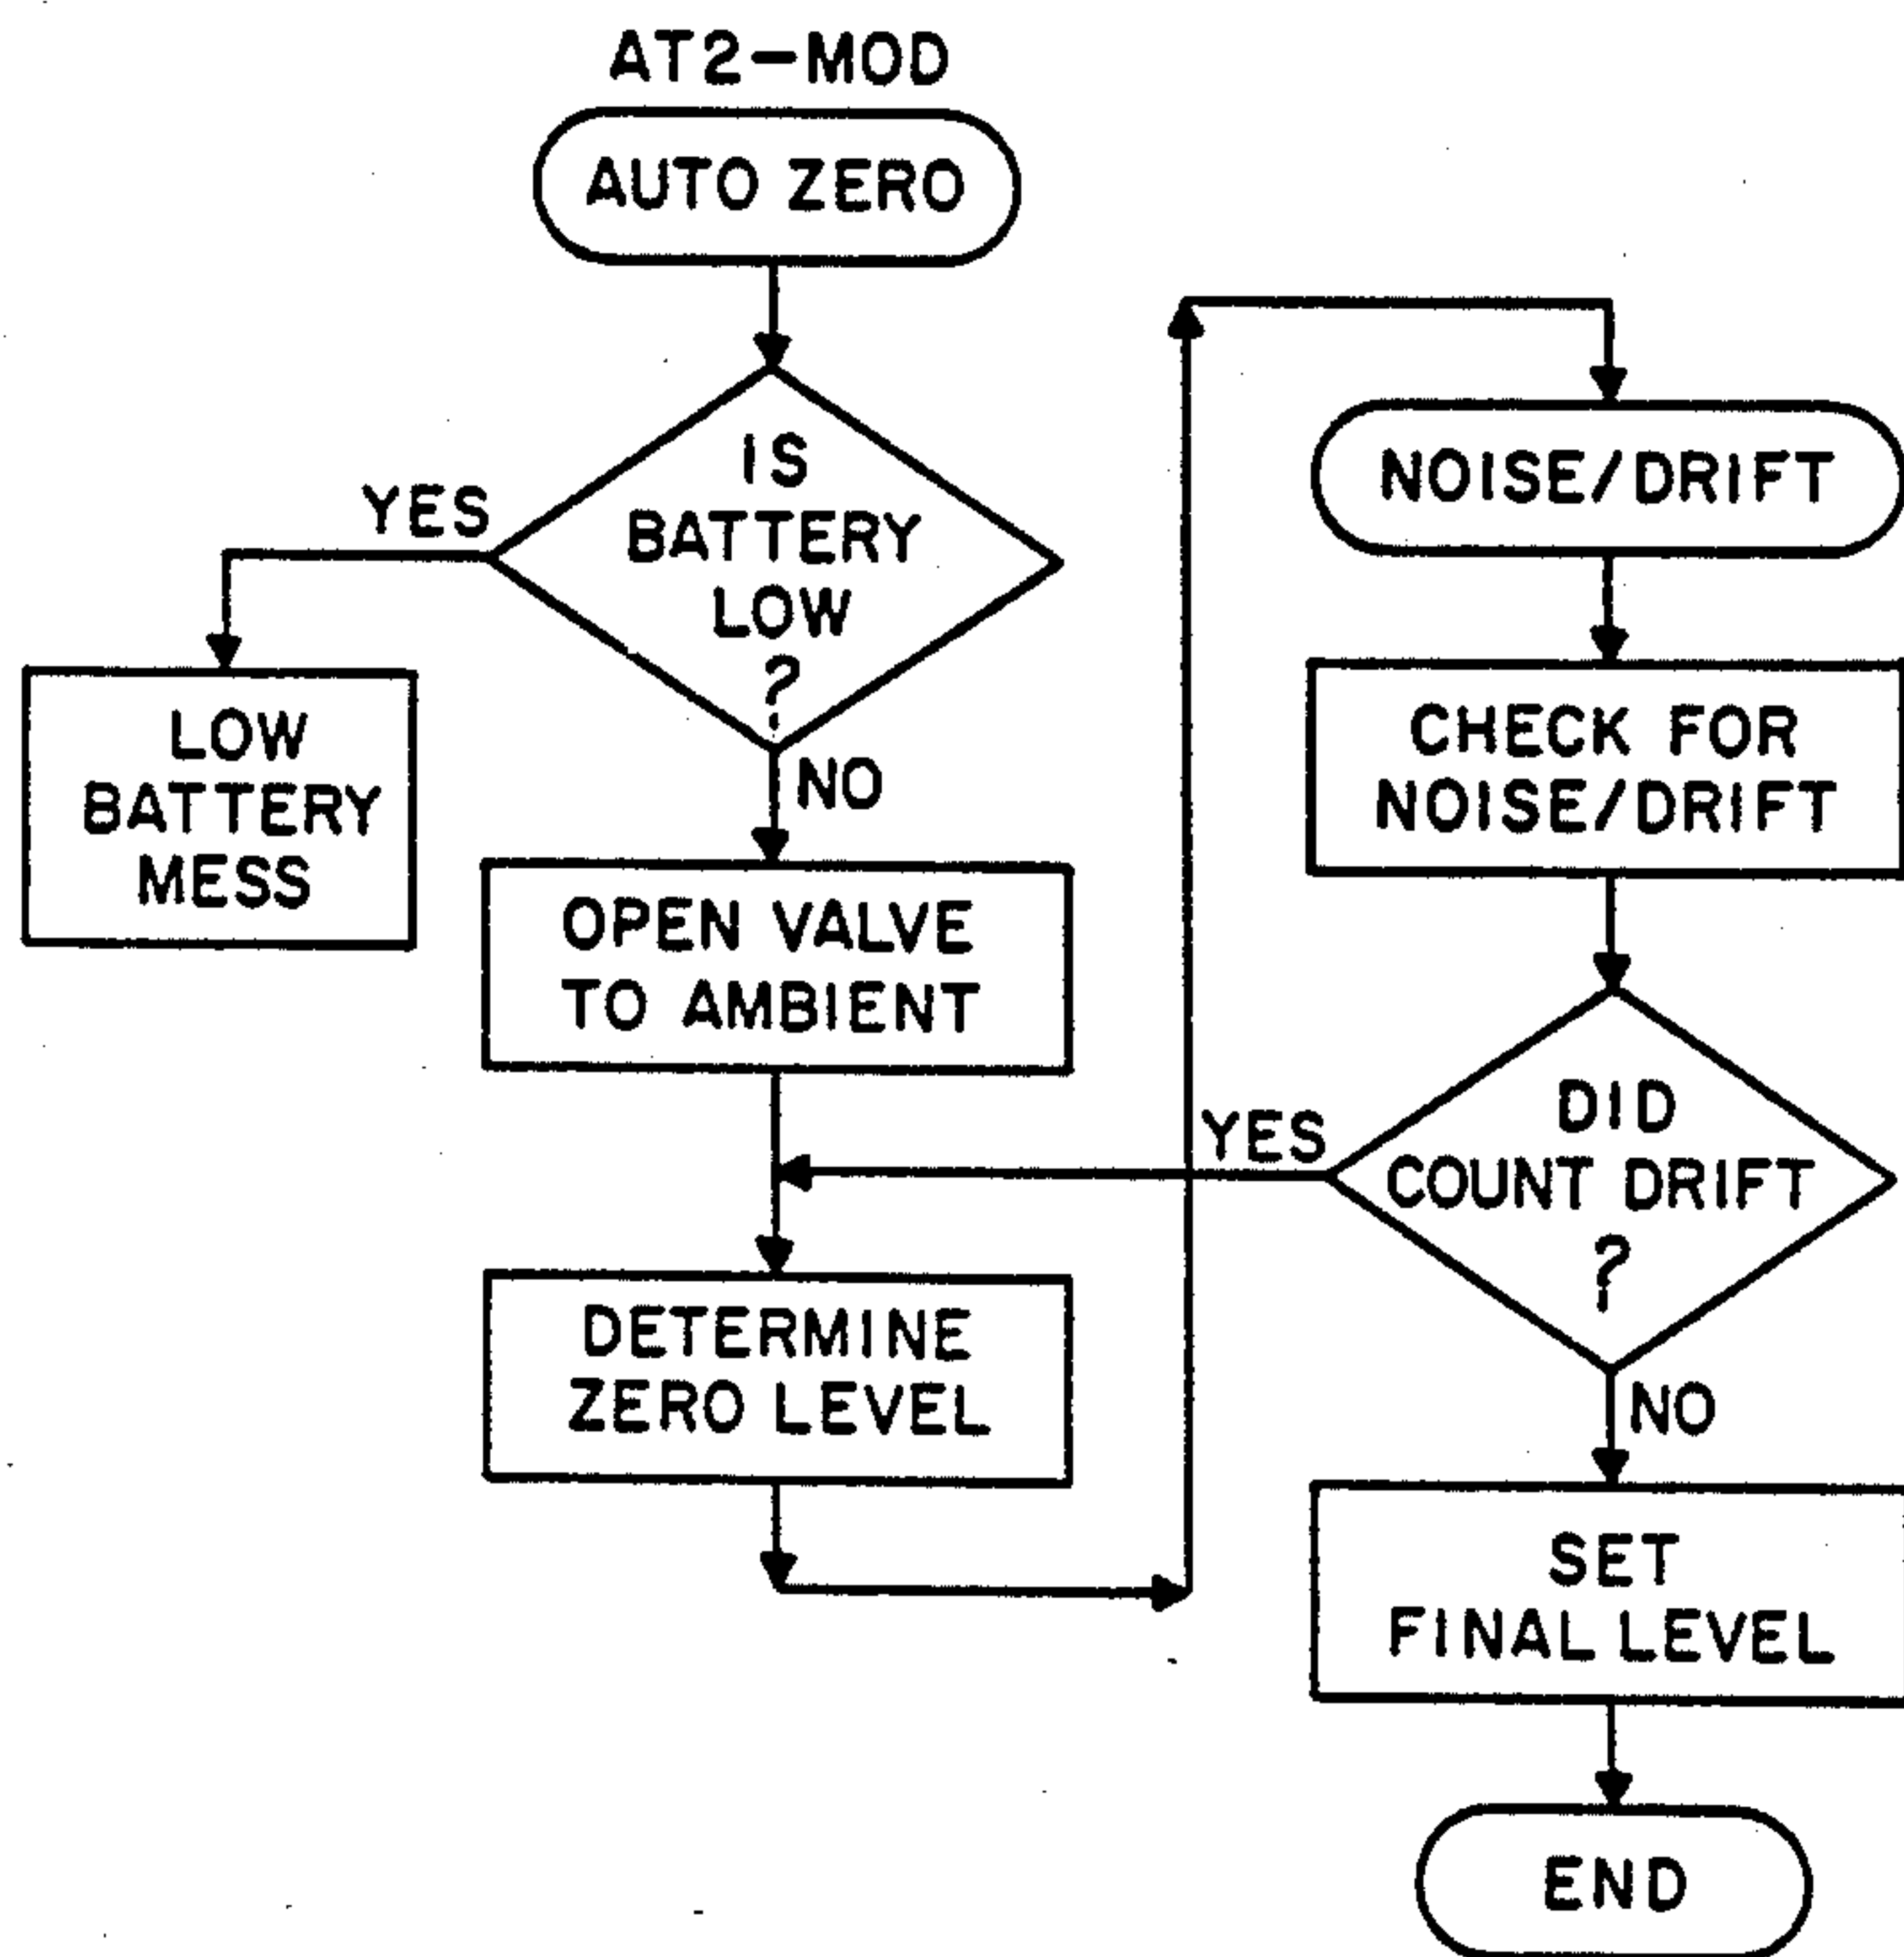 AT2-MOD
AUTO ZERO
IS
BATTERY
LOW
?
YES
LOW
BATTERY
MESS
NO
OPEN VALVE
TO AMBIENT
DETERMINE
ZERO LEVEL
NOISE/DRIFT
CHECK FOR
NOISE/DRIFT
DID
COUNT DRIFT
?
YES
NO
SET
FINAL LEVEL
END